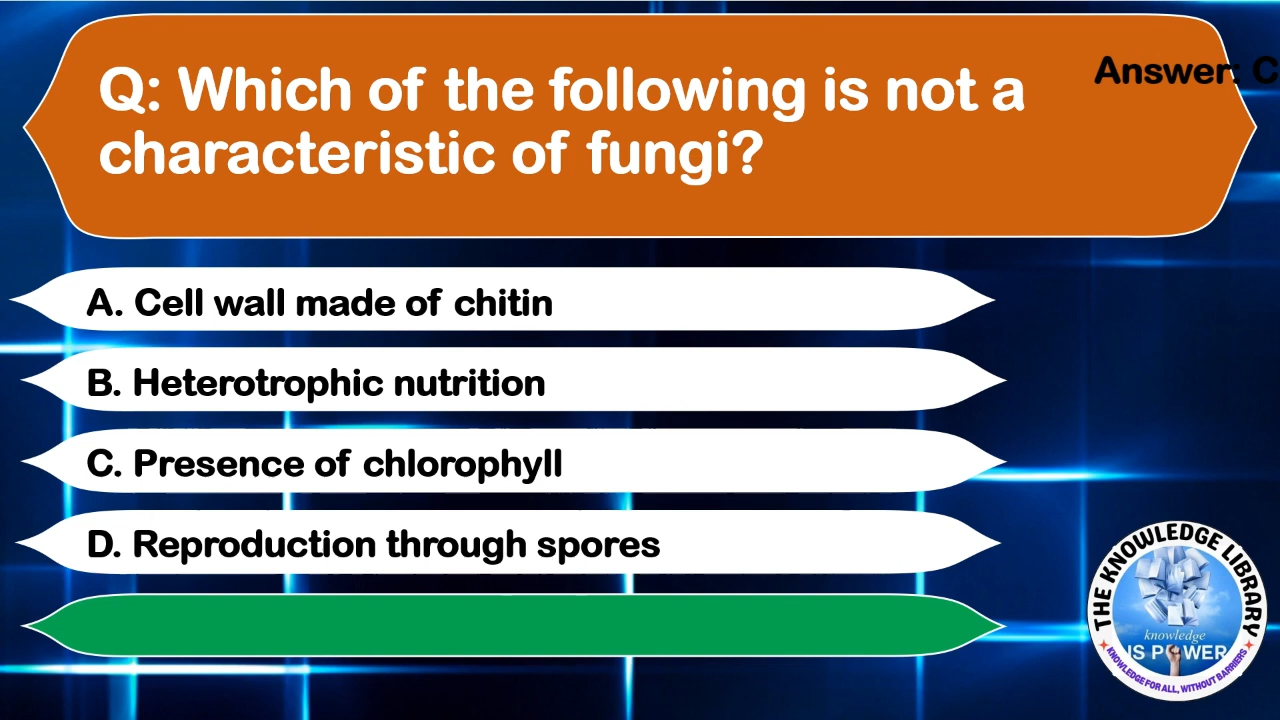 Q: Which of the following is not a
characteristic of fungi?
Answer: C
A. Cell wall made of chitin
B. Heterotrophic nutrition
C. Presence of chlorophyll
D. Reproduction through spores
THE KNOWLEDGE LIBRARY
knowledge
IS POWER
KNOWLEDGE FOR ALL, WITHOUT BARRIERS